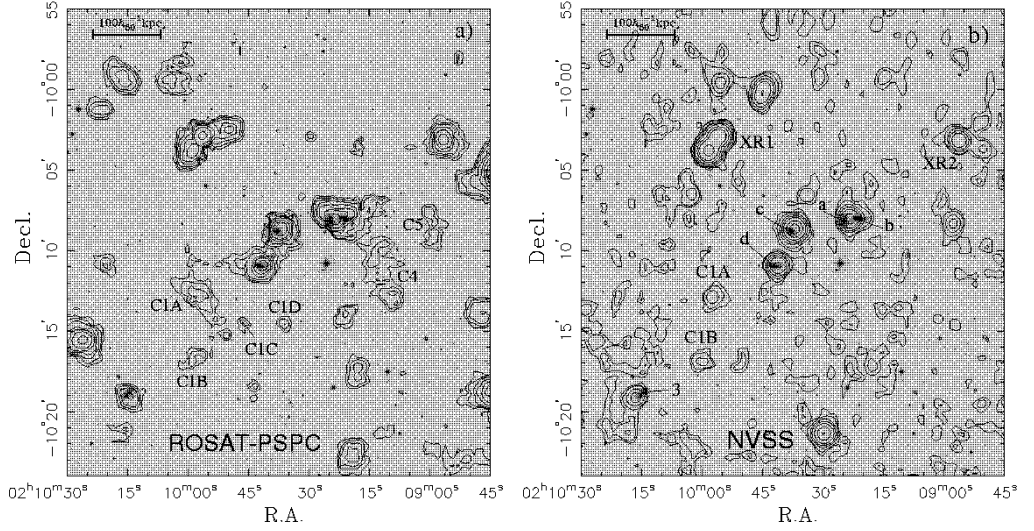 100h₅₀⁻¹kpc
a)
C5
C4
C1A
C1D
C1C
C1B
ROSAT-PSPC
Decl.
55
-10°00'
05'
10'
15'
-10°20'
02ʰ10ᵐ30ˢ
15ˢ
10ᵐ00ˢ
45ˢ
30ˢ
15ˢ
09ᵐ00ˢ
45ˢ
R.A.
100h₅₀⁻¹kpc
b)
XR1
XR2
a
c
b
d
C1A
C1B
3
NVSS
Decl.
55
-10°00'
05'
10'
15'
-10°20'
02ʰ10ᵐ30ˢ
15ˢ
10ᵐ00ˢ
45ˢ
30ˢ
15ˢ
09ᵐ00ˢ
45ˢ
R.A.